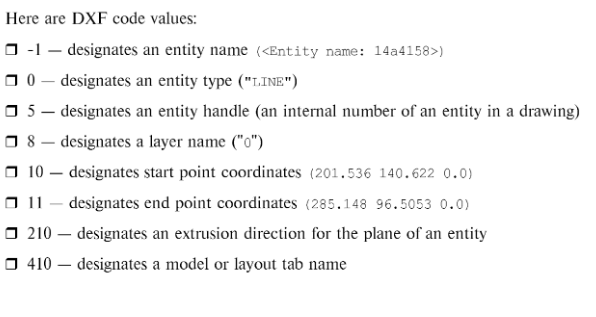 Here are DXF code values:
❒ -1 — designates an entity name (<Entity name: 14a4158>)
❒ 0 — designates an entity type ("LINE")
❒ 5 — designates an entity handle (an internal number of an entity in a drawing)
❒ 8 — designates a layer name ("0")
❒ 10 — designates start point coordinates (201.536 140.622 0.0)
❒ 11 — designates end point coordinates (285.148 96.5053 0.0)
❒ 210 — designates an extrusion direction for the plane of an entity
❒ 410 — designates a model or layout tab name